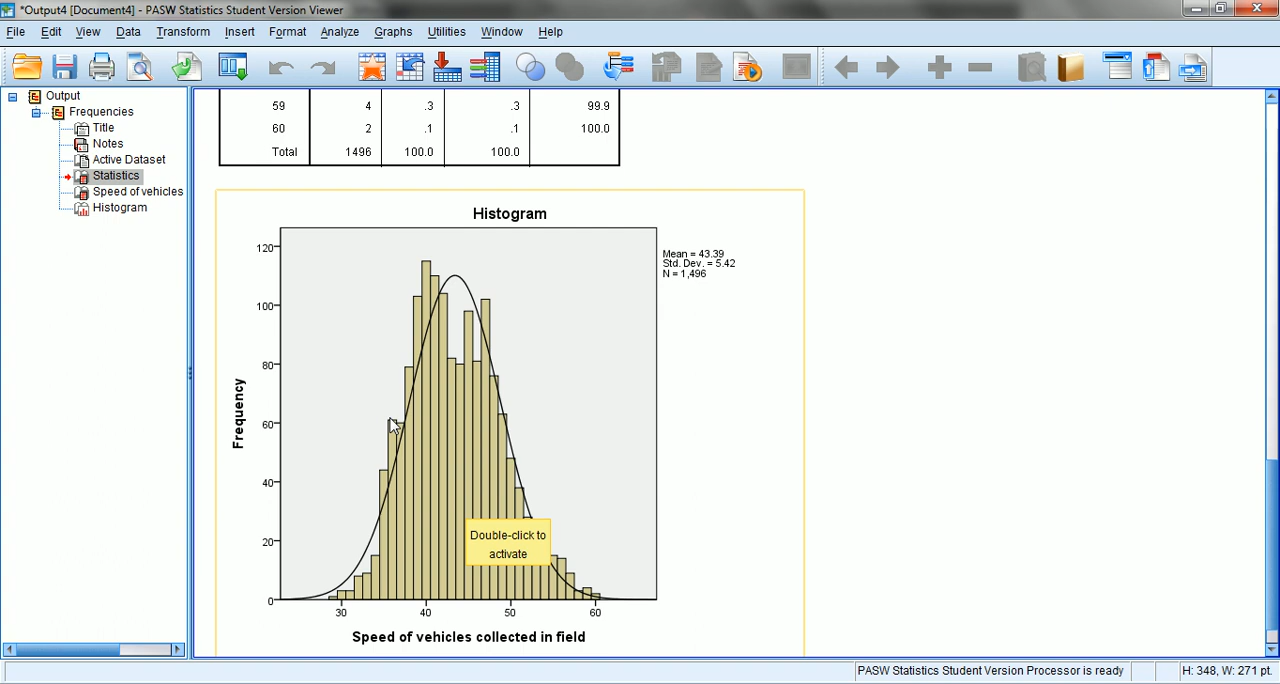 *Output4 [Document4] - PASW Statistics Student Version Viewer
File Edit View Data Transform Insert Format Analyze Graphs Utilities Window Help
Output
Frequencies
Title
Notes
Active Dataset
Statistics
Speed of vehicles
Histogram
59 4 .3 .3 99.9
60 2 .1 .1 100.0
Total 1496 100.0 100.0
Histogram
Mean = 43.39
Std. Dev. = 5.42
N = 1,496
120
100
80
60
40
20
0
Frequency
Double-click to
activate
30 40 50 60
Speed of vehicles collected in field
PASW Statistics Student Version Processor is ready
H: 348, W: 271 pt.